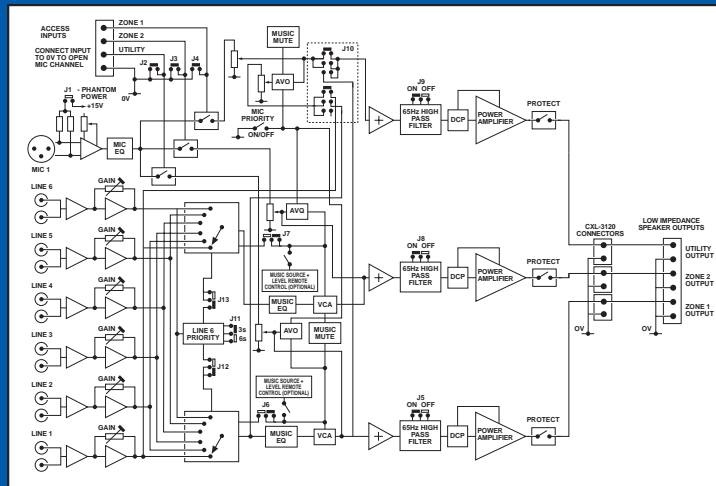 ACCESS
INPUTS
CONNECT INPUT
TO 0V TO OPEN
MIC CHANNEL
ZONE 1
ZONE 2
UTILITY
J2
J3
J4
0V
J1 - PHANTOM
POWER
+15V
MIC 1
MIC
EQ
MUSIC
MUTE
AVO
MIC
PRIORITY
ON/OFF
J10
J9
ON OFF
65Hz HIGH
PASS
FILTER
DCP
POWER
AMPLIFIER
PROTECT
LINE 6
GAIN
LINE 5
GAIN
LINE 4
GAIN
LINE 3
GAIN
LINE 2
GAIN
LINE 1
GAIN
AVO
J7
MUSIC SOURCE +
LEVEL REMOTE
CONTROL (OPTIONAL)
MUSIC
EQ
VCA
J13
LINE 6
PRIORITY
J11
3s
6s
J12
AVO
MUSIC
MUTE
MUSIC SOURCE +
LEVEL REMOTE
CONTROL (OPTIONAL)
J6
MUSIC
EQ
VCA
J8
ON OFF
65Hz HIGH
PASS
FILTER
DCP
POWER
AMPLIFIER
PROTECT
J5
ON OFF
65Hz HIGH
PASS
FILTER
DCP
POWER
AMPLIFIER
PROTECT
CXL-3120
CONNECTORS
LOW IMPEDANCE
SPEAKER OUTPUTS
UTILITY
OUTPUT
ZONE 2
OUTPUT
ZONE 1
OUTPUT
OV
OV